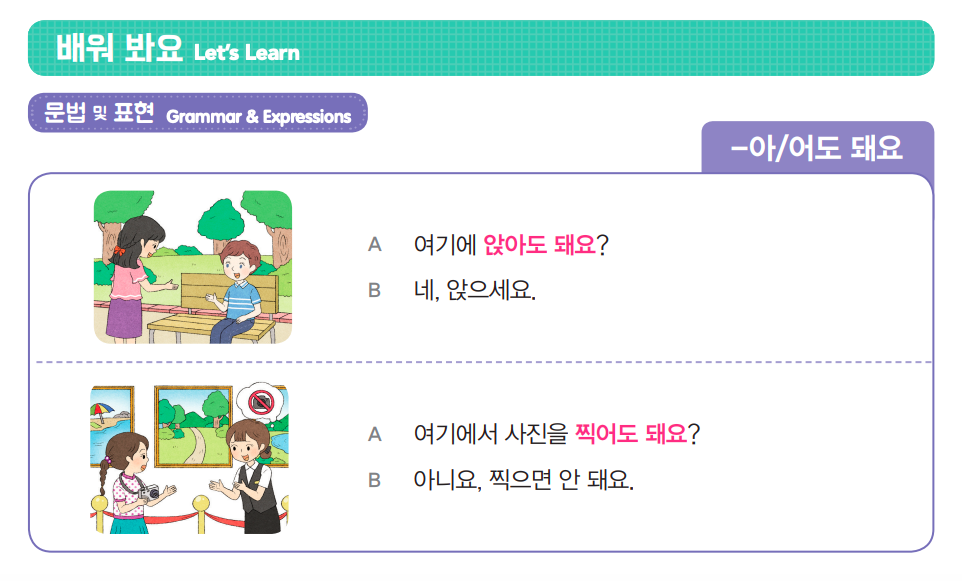 배워 봐요 Let's Learn
문법 및 표현 Grammar & Expressions
-아/어도 돼요
A 여기에 앉아도 돼요?
B 네, 앉으세요.
A 여기에서 사진을 찍어도 돼요?
B 아니요, 찍으면 안 돼요.